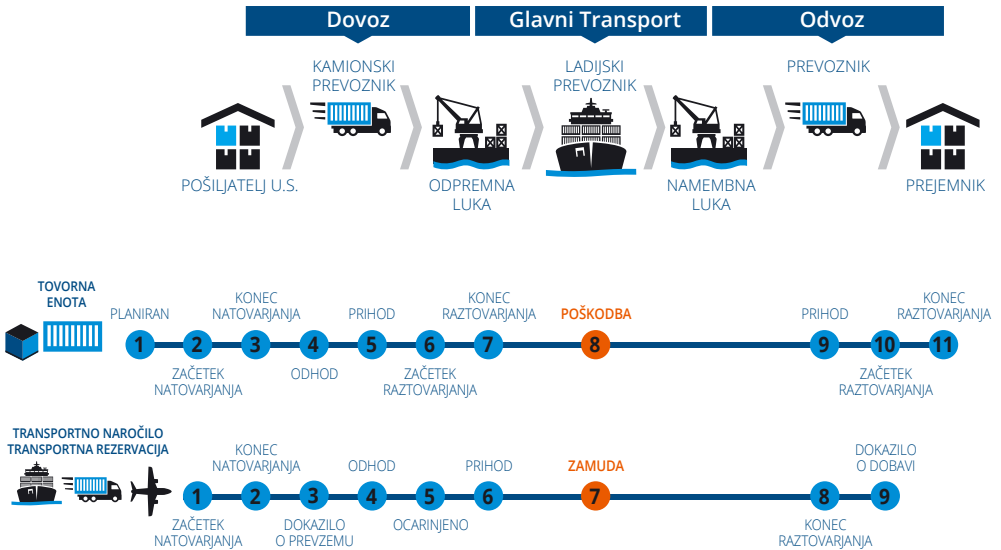 Dovoz
Glavni Transport
Odvoz
KAMIONSKI
PREVOZNIK
LADIJSKI
PREVOZNIK
PREVOZNIK
POŠILJATELJ U.S.
ODPREMNA
LUKA
NAMEMBNA
LUKA
PREJEMNIK
TOVORNA
ENOTA
PLANIRAN
KONEC
NATOVARJANJA
PRIHOD
KONEC
RAZTOVARJANJA
POŠKODBA
PRIHOD
KONEC
RAZTOVARJANJA
1 2 3 4 5 6 7 8 9 10 11
ZAČETEK
NATOVARJANJA
ODHOD
ZAČETEK
RAZTOVARJANJA
ZAČETEK
RAZTOVARJANJA
TRANSPORTNO NAROČILO
TRANSPORTNA REZERVACIJA
KONEC
NATOVARJANJA
ODHOD
PRIHOD
ZAMUDA
DOKAZILO
O DOBAVI
1 2 3 4 5 6 7 8 9
ZAČETEK
NATOVARJANJA
DOKAZILO
O PREVZEMU
OCARINJENO
KONEC
RAZTOVARJANJA